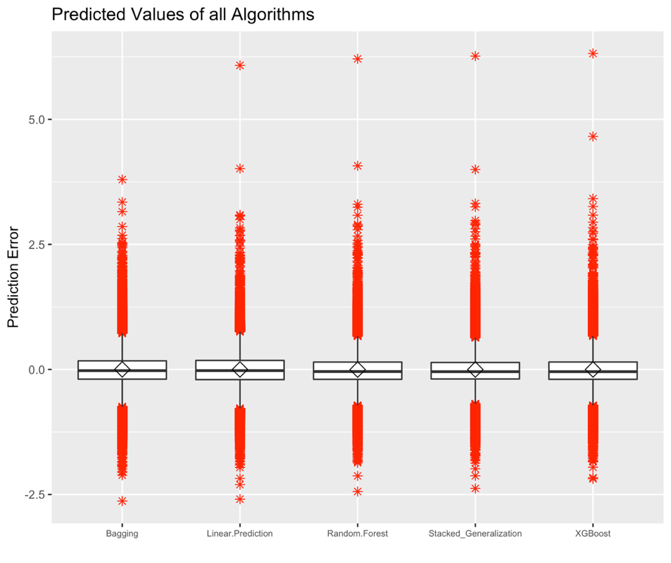 Predicted Values of all Algorithms
Prediction Error
5.0
2.5
0.0
-2.5
Bagging
Linear.Prediction
Random.Forest
Stacked_Generalization
XGBoost